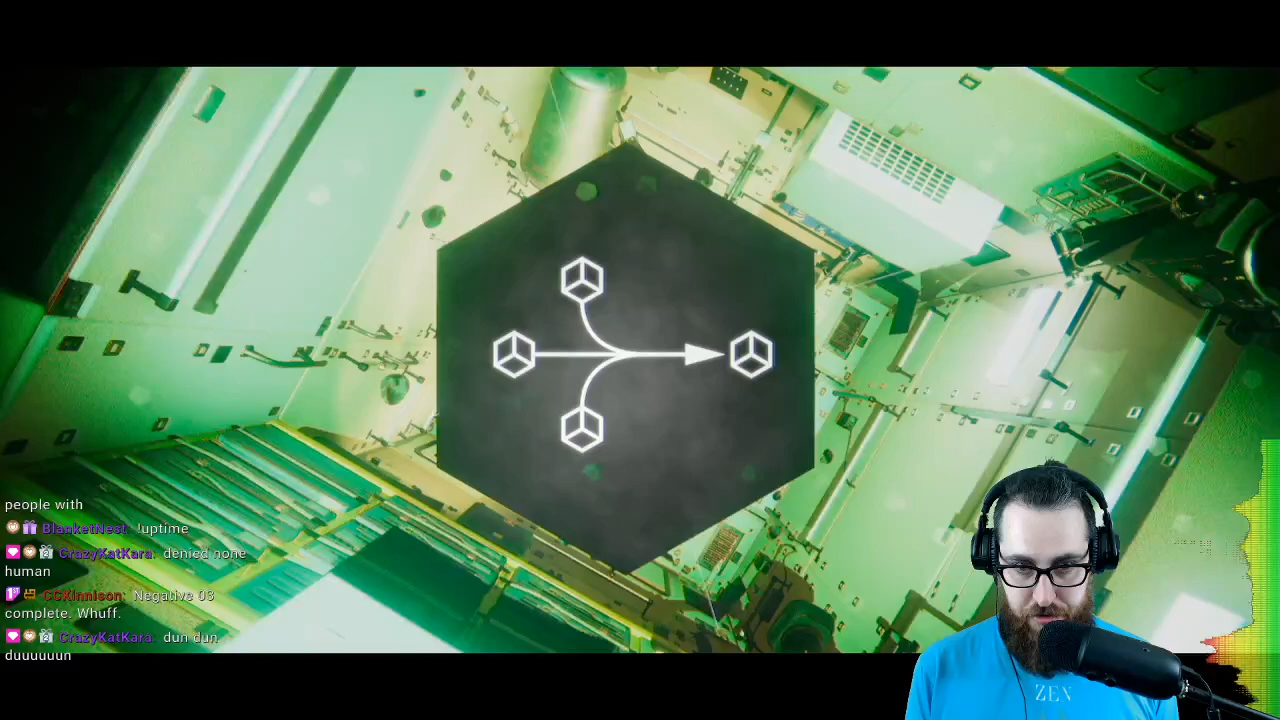 people with
BlanketNest: !uptime
CrazyKatKara: denied none
human
CCKinnison: Negative 03
complete. Whuff.
CrazyKatKara: dun dun.
duuuuuun
ZEN